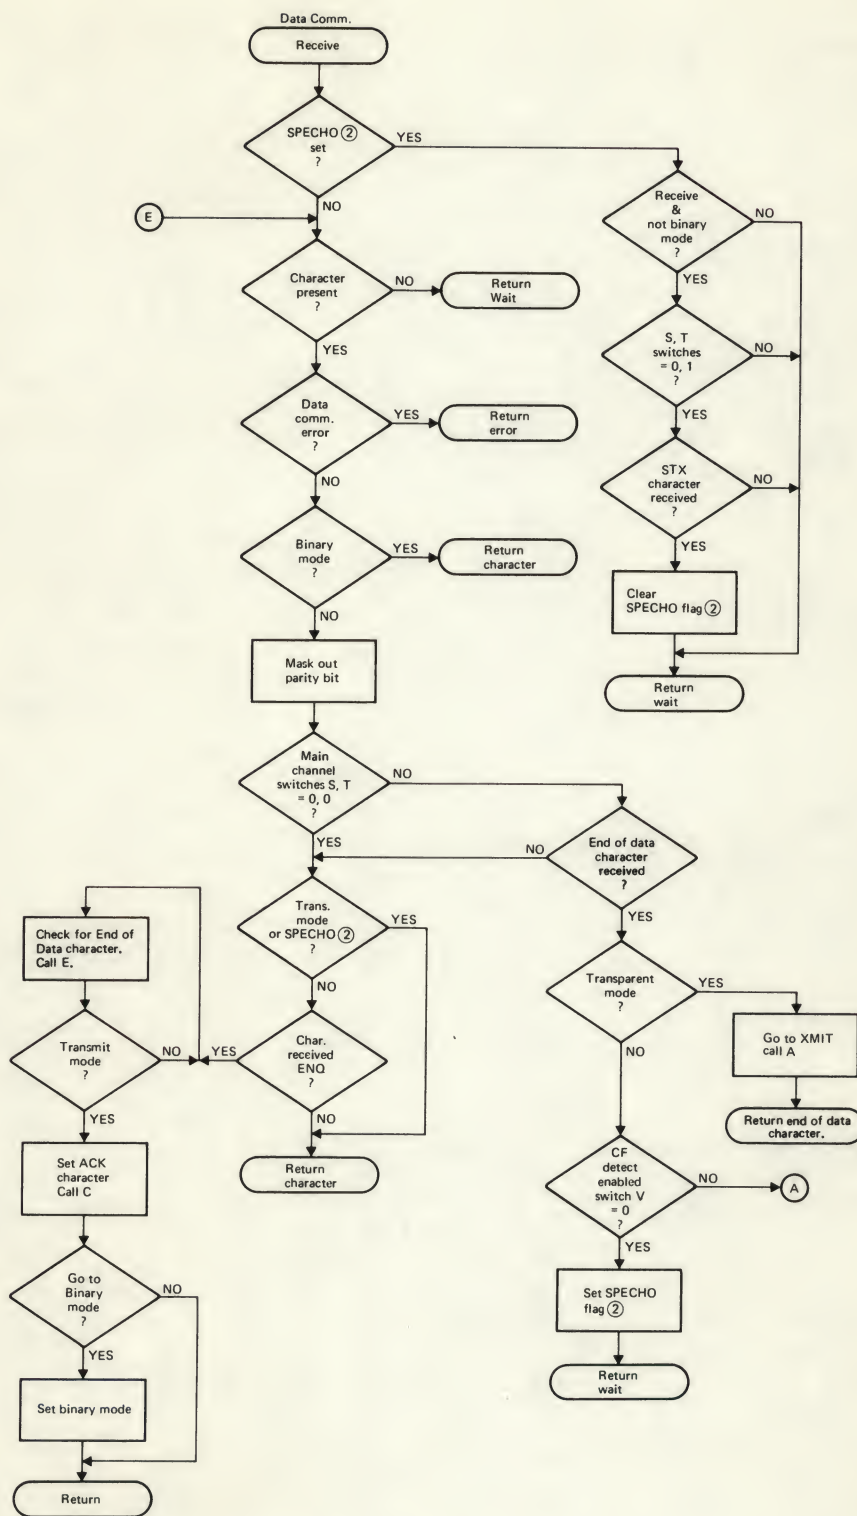 Data Comm.
Receive
SPECHO ②
set
?
YES
NO
E
Receive
&
not binary
mode
?
NO
YES
Character
present
?
NO
Return
Wait
YES
S, T
switches
= 0, 1
?
NO
YES
Data
comm.
error
?
YES
Return
error
NO
STX
character
received
?
NO
YES
Binary
mode
?
YES
Return
character
NO
Clear
SPECHO flag ②
Mask out
parity bit
Return
wait
Main
channel
switches S, T
= 0, 0
?
NO
YES
End of data
character
received
?
NO
YES
Check for End of
Data character.
Call E.
Trans.
mode
or SPECHO ②
?
YES
NO
Transparent
mode
?
YES
NO
Go to XMIT
call A
Return end of data
character.
Transmit
mode
?
NO
YES
Char.
received
ENQ
?
YES
NO
Return
character
Set ACK
character
Call C
CF
detect
enabled
switch V
= 0
?
NO
A
YES
Go to
Binary
mode
?
NO
YES
Set SPECHO
flag ②
Return
wait
Set binary mode
Return